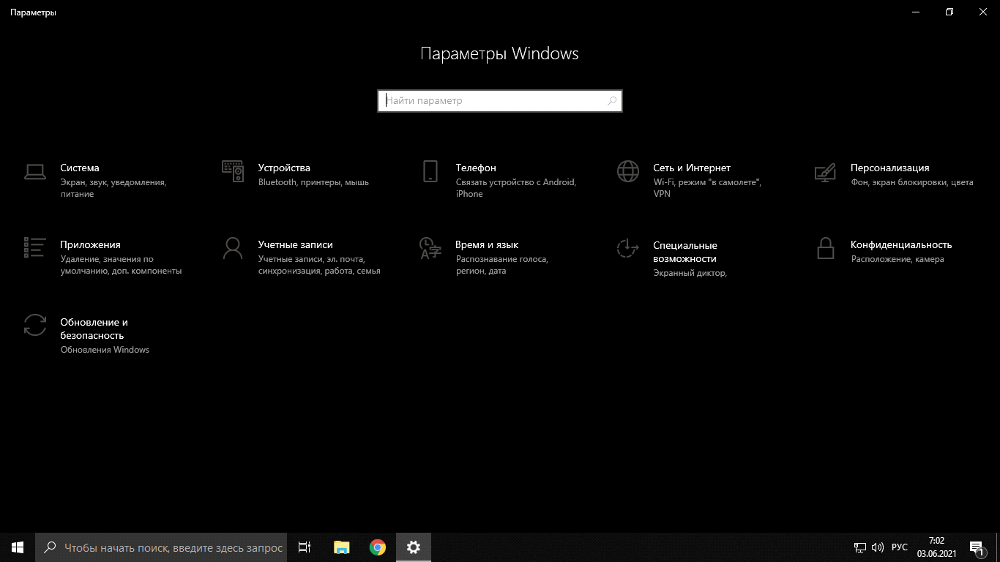 Параметры
Параметры Windows
Найти параметр
Система
Экран, звук, уведомления,
питание
Устройства
Bluetooth, принтеры, мышь
Телефон
Связать устройство с Android,
iPhone
Сеть и Интернет
Wi-Fi, режим "в самолете",
VPN
Персонализация
Фон, экран блокировки, цвета
Приложения
Удаление, значения по
умолчанию, доп. компоненты
Учетные записи
Учетные записи, эл. почта,
синхронизация, работа, семья
Время и язык
Распознавание голоса,
регион, дата
Специальные
возможности
Экранный диктор,
Конфиденциальность
Расположение, камера
Обновление и
безопасность
Обновления Windows
Чтобы начать поиск, введите здесь запрос
РУС
7:02
03.06.2021
1